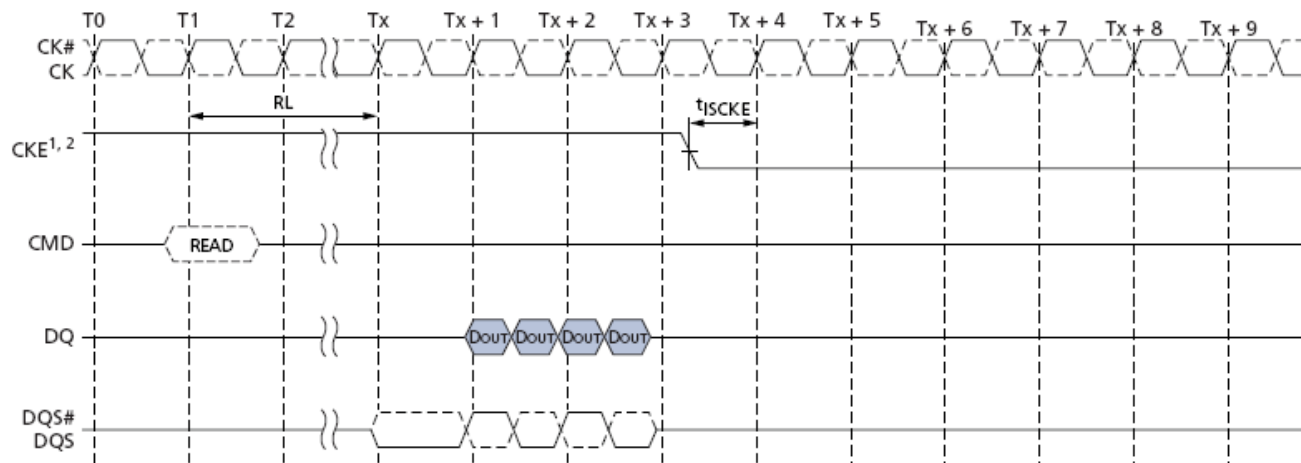 T0 T1 T2 Tx Tx + 1 Tx + 2 Tx + 3 Tx + 4 Tx + 5 Tx + 6 Tx + 7 Tx + 8 Tx + 9
CK#
CK
RL
tISCKE
CKE1, 2
CMD READ
DQ DOUT DOUT DOUT DOUT
DQS#
DQS